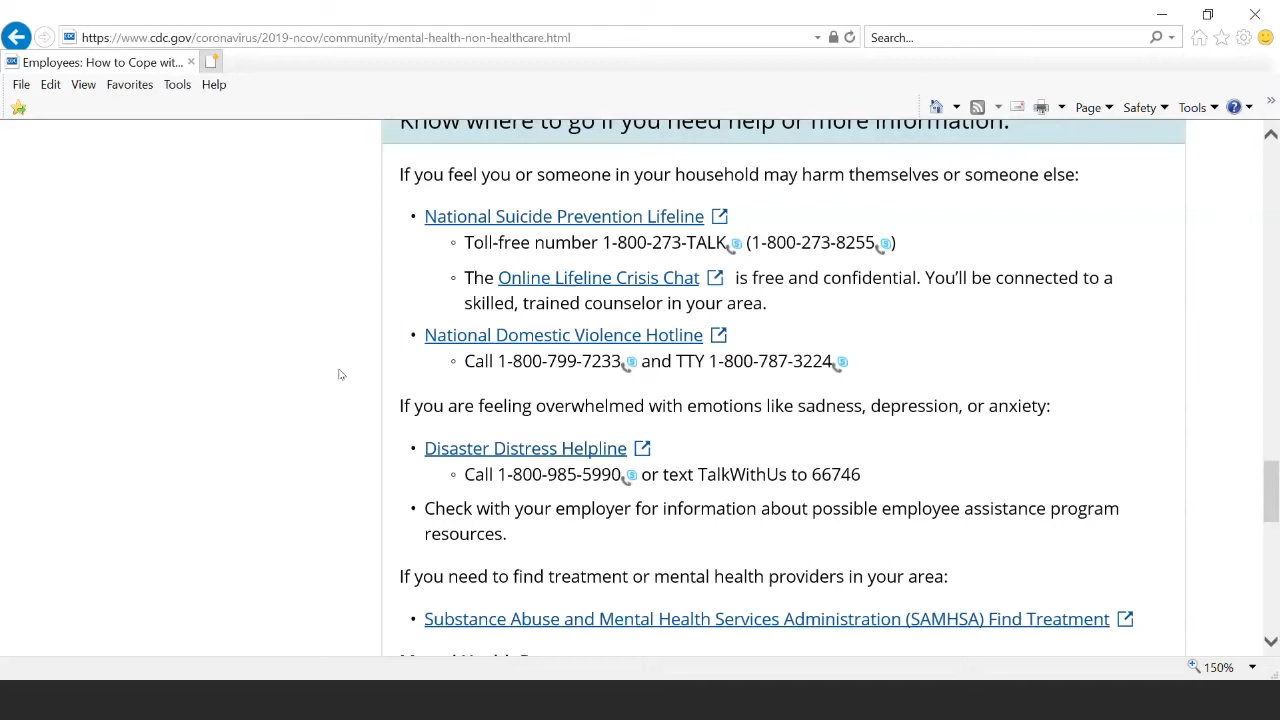 https://www.cdc.gov/coronavirus/2019-ncov/community/mental-health-non-healthcare.html
Search...
Employees: How to Cope wit...
File Edit View Favorites Tools Help
Page Safety Tools
Know where to go if you need help or more information.
If you feel you or someone in your household may harm themselves or someone else:
• National Suicide Prevention Lifeline
◦ Toll-free number 1-800-273-TALK (1-800-273-8255)
◦ The Online Lifeline Crisis Chat is free and confidential. You’ll be connected to a
skilled, trained counselor in your area.
• National Domestic Violence Hotline
◦ Call 1-800-799-7233 and TTY 1-800-787-3224
If you are feeling overwhelmed with emotions like sadness, depression, or anxiety:
• Disaster Distress Helpline
◦ Call 1-800-985-5990 or text TalkWithUs to 66746
• Check with your employer for information about possible employee assistance program
resources.
If you need to find treatment or mental health providers in your area:
• Substance Abuse and Mental Health Services Administration (SAMHSA) Find Treatment
150%